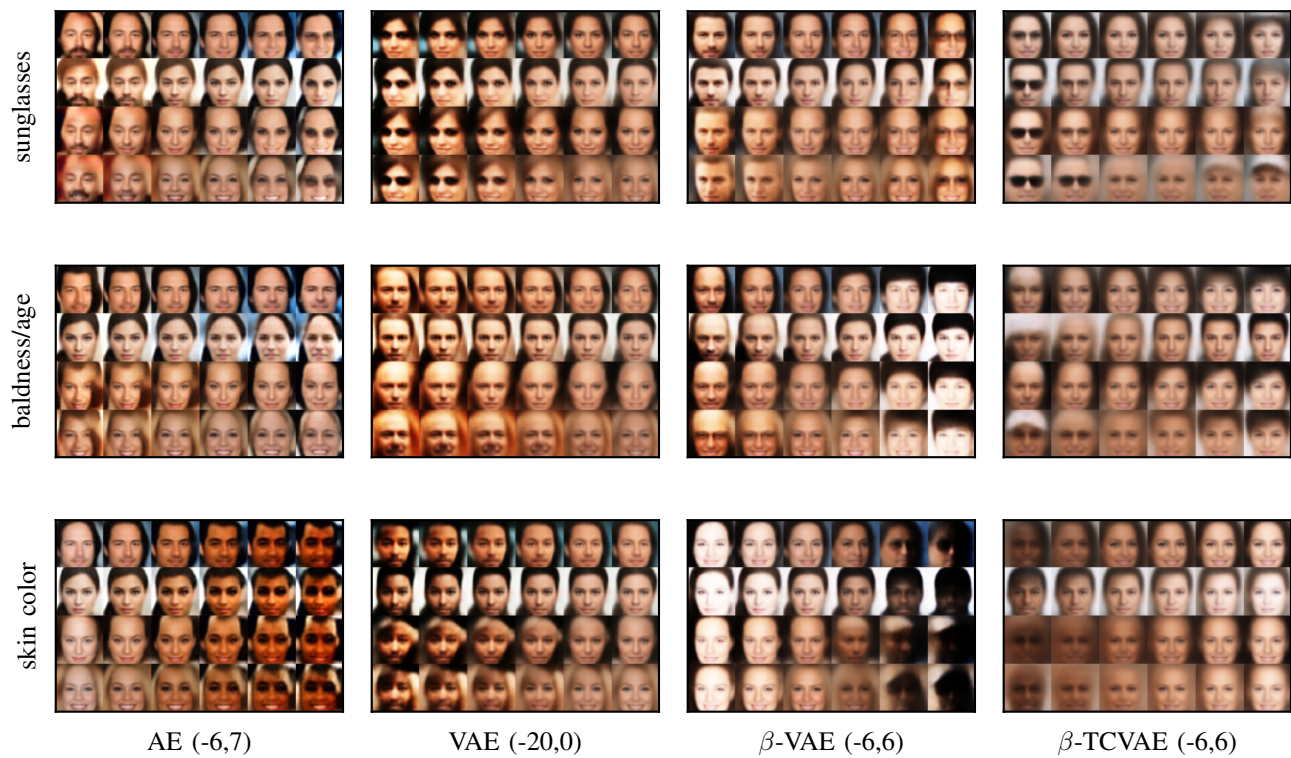 sunglasses
baldness/age
skin color
AE (-6,7)
VAE (-20,0)
β-VAE (-6,6)
β-TCVAE (-6,6)